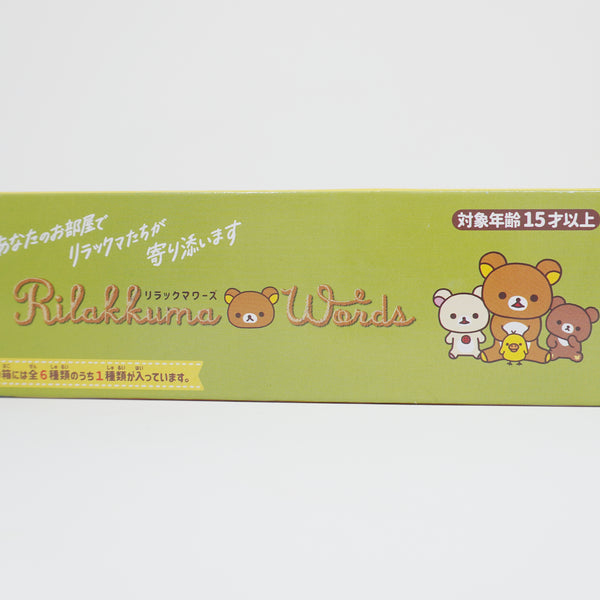 あなたのお部屋で
リラックマたちが
寄り添います
対象年齢15才以上
リラックマワーズ
Rilakkuma Words
箱には全6種類のうち1種類が入っています。